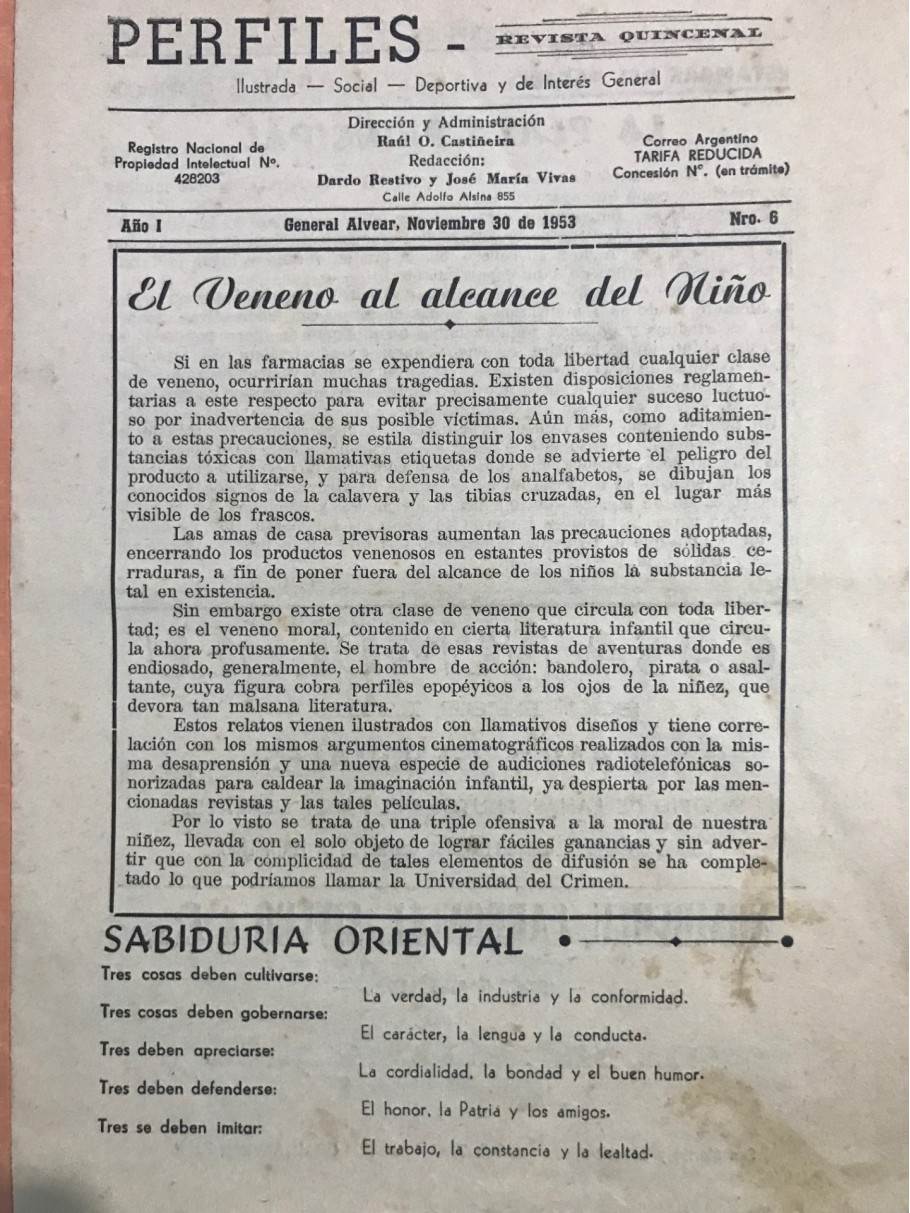 PERFILES - REVISTA QUINCENAL
Ilustrada — Social — Deportiva y de Interés General
Registro Nacional de
Propiedad Intelectual Nº.
428203
Dirección y Administración
Raúl O. Castiñeira
Redacción:
Dardo Restivo y José María Vivas
Calle Adolfo Alsina 855
Correo Argentino
TARIFA REDUCIDA
Concesión Nº. (en trámite)
Año I General Alvear, Noviembre 30 de 1953 Nro. 6
El Veneno al alcance del Niño
Si en las farmacias se expendiera con toda libertad cualquier clase
de veneno, ocurrirían muchas tragedias. Existen disposiciones reglamen-
tarias a este respecto para evitar precisamente cualquier suceso luctuo-
so por inadvertencia de sus posible víctimas. Aún más, como aditamien-
to a estas precauciones, se estila distinguir los envases conteniendo subs-
tancias tóxicas con llamativas etiquetas donde se advierte el peligro del
producto a utilizarse, y para defensa de los analfabetos, se dibujan los
conocidos signos de la calavera y las tibias cruzadas, en el lugar más
visible de los frascos.
Las amas de casa previsoras aumentan las precauciones adoptadas,
encerrando los productos venenosos en estantes provistos de sólidas ce-
rraduras, a fin de poner fuera del alcance de los niños la substancia le-
tal en existencia.
Sin embargo existe otra clase de veneno que circula con toda liber-
tad; es el veneno moral, contenido en cierta literatura infantil que circu-
la ahora profusamente. Se trata de esas revistas de aventuras donde es
endiosado, generalmente, el hombre de acción: bandolero, pirata o asal-
tante, cuya figura cobra perfiles epopéyicos a los ojos de la niñez, que
devora tan malsana literatura.
Estos relatos vienen ilustrados con llamativos diseños y tiene corre-
lación con los mismos argumentos cinematográficos realizados con la mis-
ma desaprensión y una nueva especie de audiciones radiotelefónicas so-
norizadas para caldear la imaginación infantil, ya despierta por las men-
cionadas revistas y las tales películas.
Por lo visto se trata de una triple ofensiva a la moral de nuestra
niñez, llevada con el solo objeto de lograr fáciles ganancias y sin adver-
tir que con la complicidad de tales elementos de difusión se ha comple-
tado lo que podríamos llamar la Universidad del Crimen.
SABIDURIA ORIENTAL
Tres cosas deben cultivarse:
La verdad, la industria y la conformidad.
Tres cosas deben gobernarse:
El carácter, la lengua y la conducta.
Tres deben apreciarse:
La cordialidad, la bondad y el buen humor.
Tres deben defenderse:
El honor, la Patria y los amigos.
Tres se deben imitar:
El trabajo, la constancia y la lealtad.